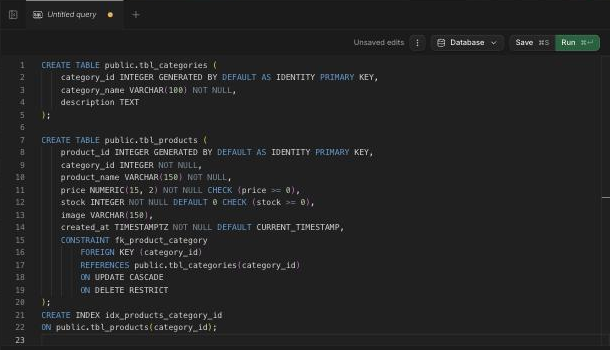 Untitled query
Unsaved edits
Database
Save ⌘S
Run ⌘↵
1 CREATE TABLE public.tbl_categories (
2 category_id INTEGER GENERATED BY DEFAULT AS IDENTITY PRIMARY KEY,
3 category_name VARCHAR(100) NOT NULL,
4 description TEXT
5 );
6
7 CREATE TABLE public.tbl_products (
8 product_id INTEGER GENERATED BY DEFAULT AS IDENTITY PRIMARY KEY,
9 category_id INTEGER NOT NULL,
10 product_name VARCHAR(150) NOT NULL,
11 price NUMERIC(15, 2) NOT NULL CHECK (price >= 0),
12 stock INTEGER NOT NULL DEFAULT 0 CHECK (stock >= 0),
13 image VARCHAR(150),
14 created_at TIMESTAMPTZ NOT NULL DEFAULT CURRENT_TIMESTAMP,
15 CONSTRAINT fk_product_category
16 FOREIGN KEY (category_id)
17 REFERENCES public.tbl_categories(category_id)
18 ON UPDATE CASCADE
19 ON DELETE RESTRICT
20 );
21 CREATE INDEX idx_products_category_id
22 ON public.tbl_products(category_id);
23